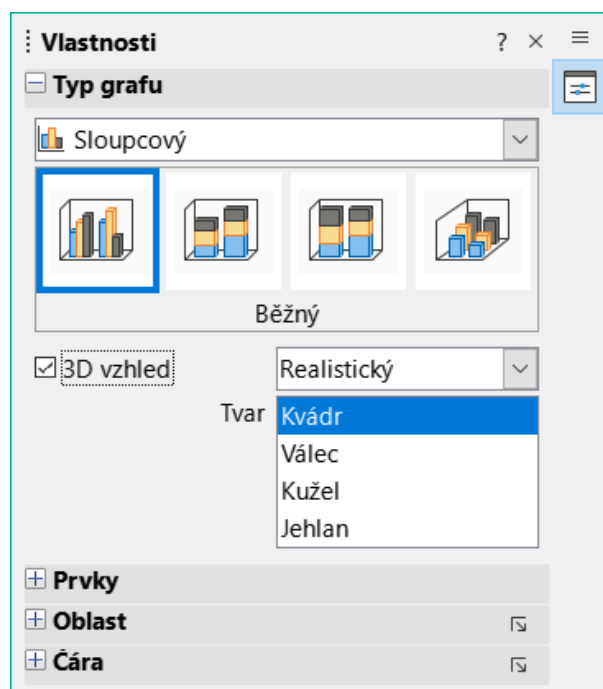 Vlastnosti ? ×
Typ grafu
Sloupcový
Běžný
3D vzhled Realistický
Tvar Kvádr
Válec
Kužel
Jehlan
Prvky
Oblast
Čára